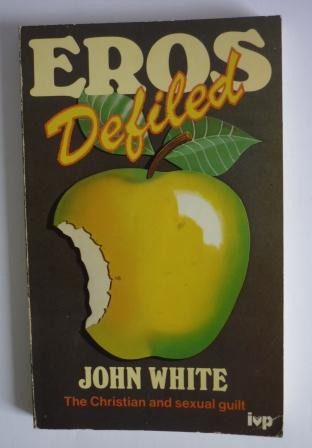 EROS
Defiled
JOHN WHITE
The Christian and sexual guilt
ivp